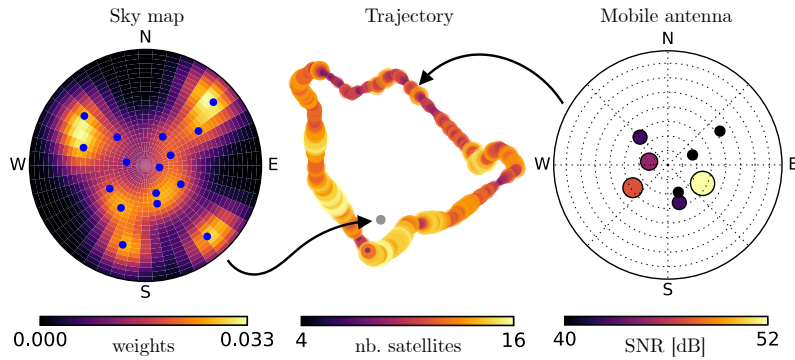 Sky map
Trajectory
Mobile antenna
N
N
W
E
W
E
S
S
0.000
0.033
weights
4
16
nb. satellites
40
52
SNR [dB]